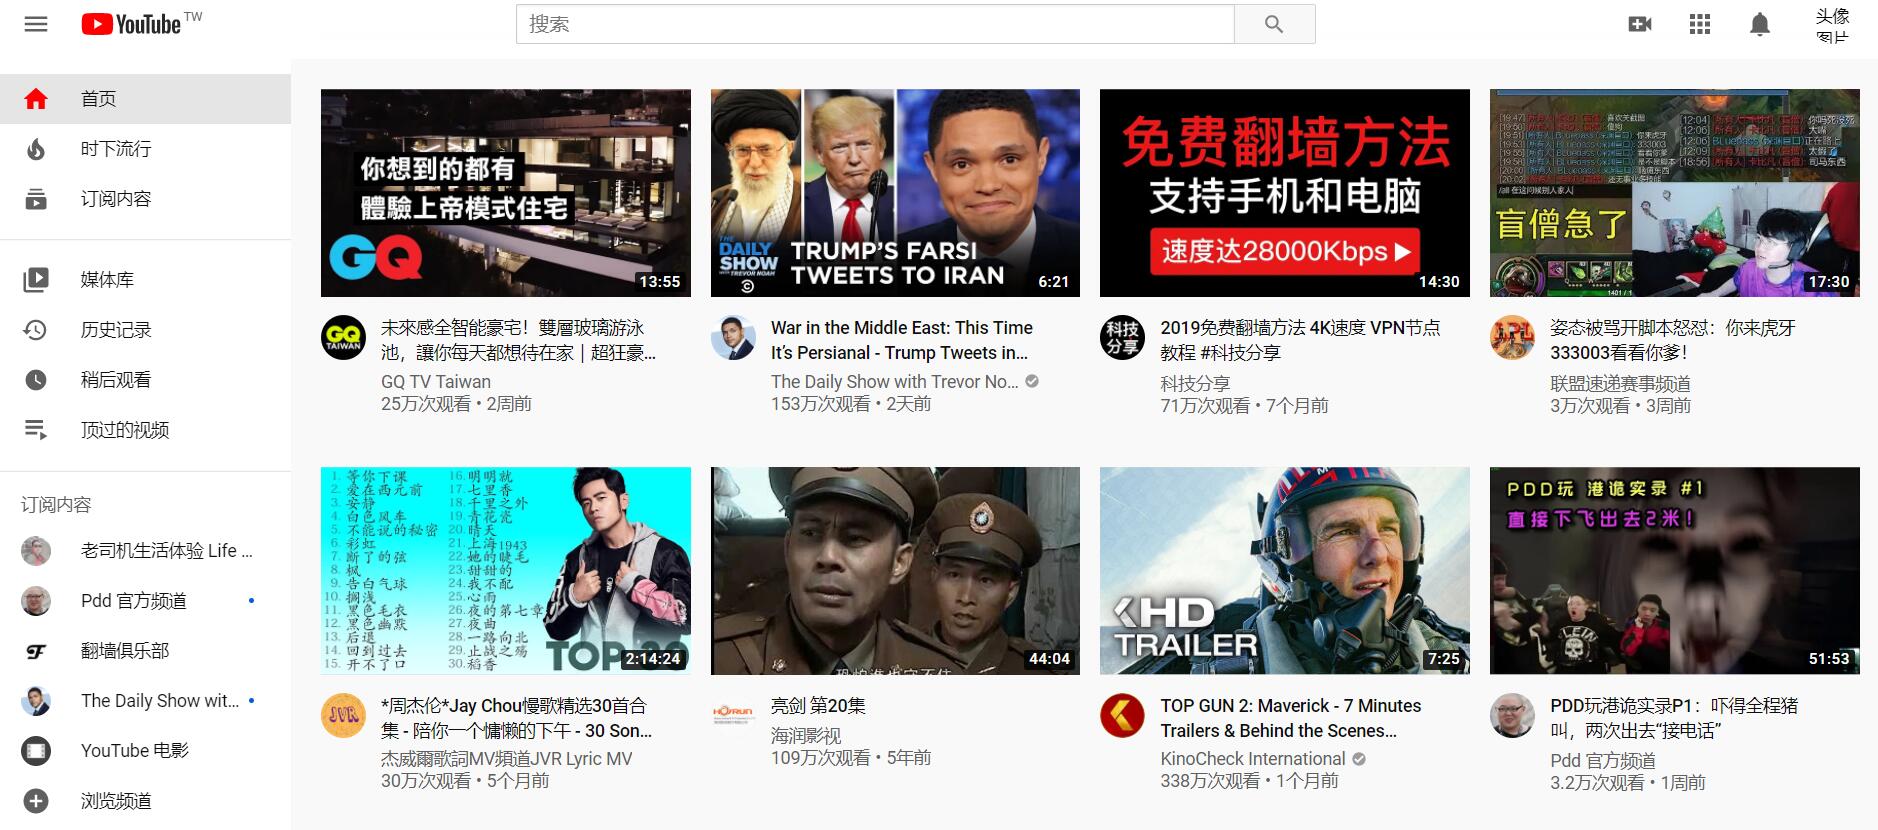 YouTube TW
搜索
头像
图片
首页
时下流行
订阅内容
媒体库
历史记录
稍后观看
顶过的视频
订阅内容
老司机生活体验 Life ...
Pdd 官方频道
翻墙俱乐部
The Daily Show wit...
YouTube 电影
浏览频道
你想到的都有
體驗上帝模式住宅
GQ
13:55
THE
DAILY
SHOW
WITH TREVOR NOAH
TRUMP'S FARSI
TWEETS TO IRAN
6:21
免费翻墙方法
支持手机和电脑
速度达28000Kbps
14:30
/all 在这问候别人家人
盲僧急了
17:30
GQ
TAIWAN
未來感全智能豪宅！雙層玻璃游泳
池，讓你每天都想待在家｜超狂豪...
GQ TV Taiwan
25万次观看 • 2周前
War in the Middle East: This Time
It's Persianal - Trump Tweets in...
The Daily Show with Trevor No...
153万次观看 • 2天前
科技
分享
2019免费翻墙方法 4K速度 VPN节点
教程 #科技分享
科技分享
71万次观看 • 7个月前
姿态被骂开脚本怒怼：你来虎牙
333003看看你爹！
联盟速递赛事频道
3万次观看 • 3周前
1. 等你下课
2. 爱在西元前
3. 安静
4. 白色风车
5. 不能说的秘密
6. 彩虹
7. 断了的弦
8. 枫
9. 告白气球
10. 搁浅
11. 黑色毛衣
12. 黑色幽默
13. 后退
14. 回到过去
15. 开不了口
16. 明明就
17. 七里香
18. 千里之外
19. 青花瓷
20. 晴天
21. 上海1943
22. 她的睫毛
23. 甜甜的
24. 我不配
25. 心雨
26. 夜的第七章
27. 夜曲
28. 一路向北
29. 止战之殇
30. 稻香
TOP
2:14:24
恐怕谁也守不住
44:04
KHD
TRAILER
7:25
PDD玩 港诡实录 #1
直接下飞出去2米！
51:53
JVR
*周杰伦*Jay Chou慢歌精选30首合
集 - 陪你一个慵懒的下午 - 30 Son...
杰威爾歌詞MV頻道JVR Lyric MV
30万次观看 • 5个月前
亮剑 第20集
海润影视
109万次观看 • 5年前
TOP GUN 2: Maverick - 7 Minutes
Trailers & Behind the Scenes...
KinoCheck International
338万次观看 • 1个月前
PDD玩港诡实录P1：吓得全程猪
叫，两次出去“接电话”
Pdd 官方频道
3.2万次观看 • 1周前